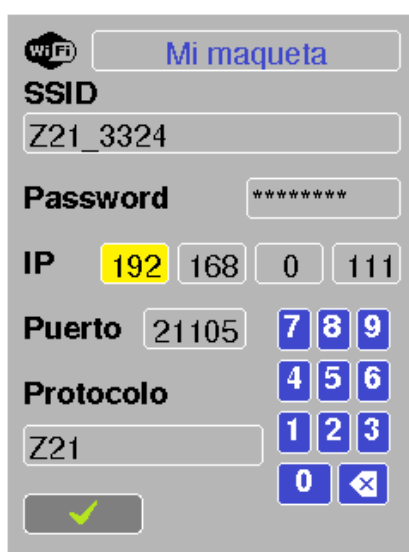 WiFi Mi maqueta
SSID
Z21_3324
Password ********
IP 192 168 0 111
Puerto 21105
7 8 9
4 5 6
Protocolo
1 2 3
Z21
0